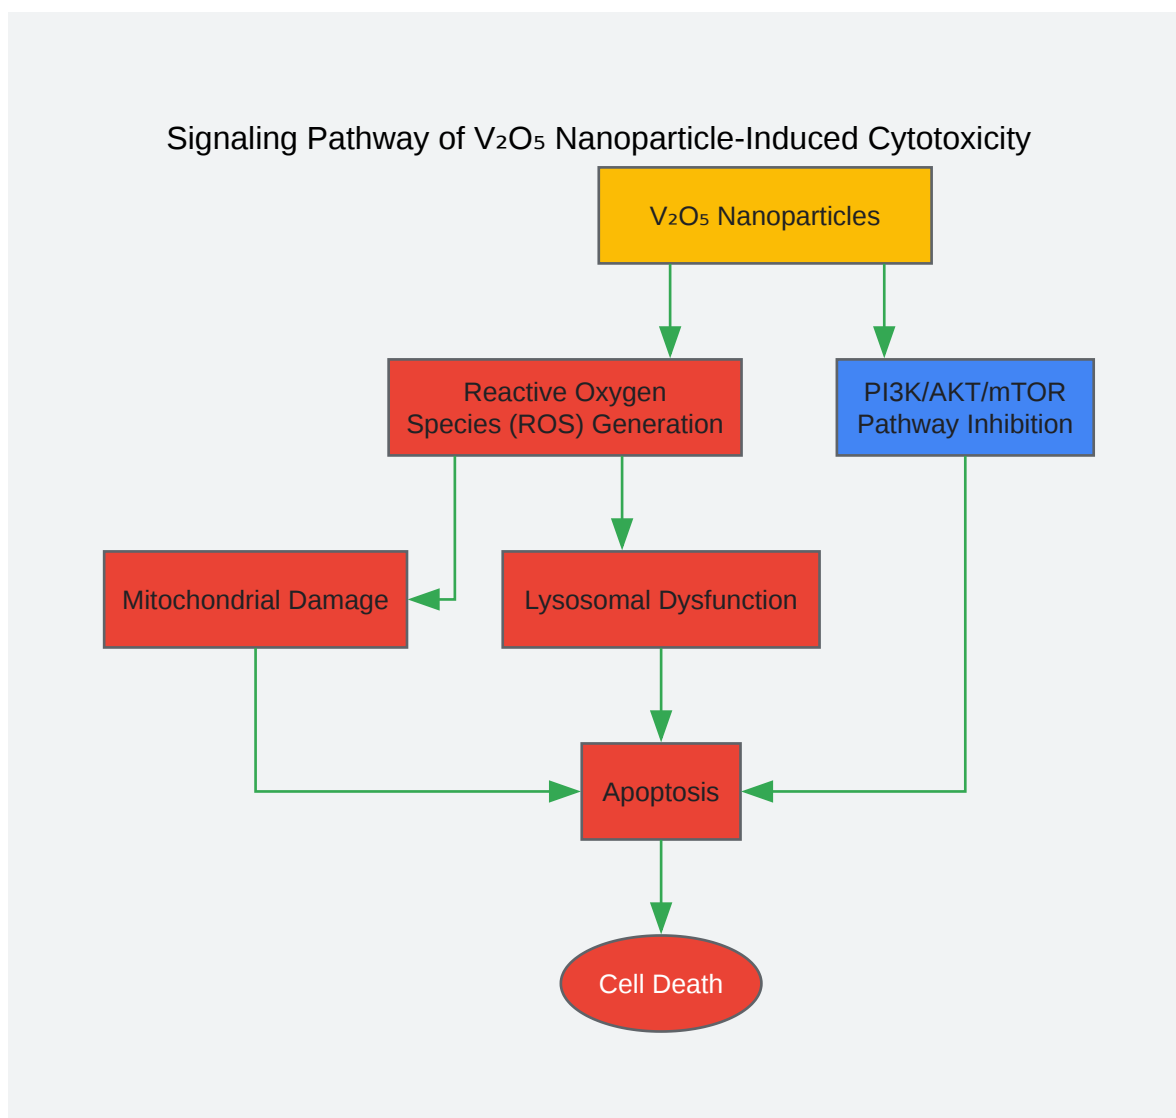 Signaling Pathway of V₂O₅ Nanoparticle-Induced Cytotoxicity
V₂O₅ Nanoparticles
Reactive Oxygen
Species (ROS) Generation
PI3K/AKT/mTOR
Pathway Inhibition
Mitochondrial Damage
Lysosomal Dysfunction
Apoptosis
Cell Death